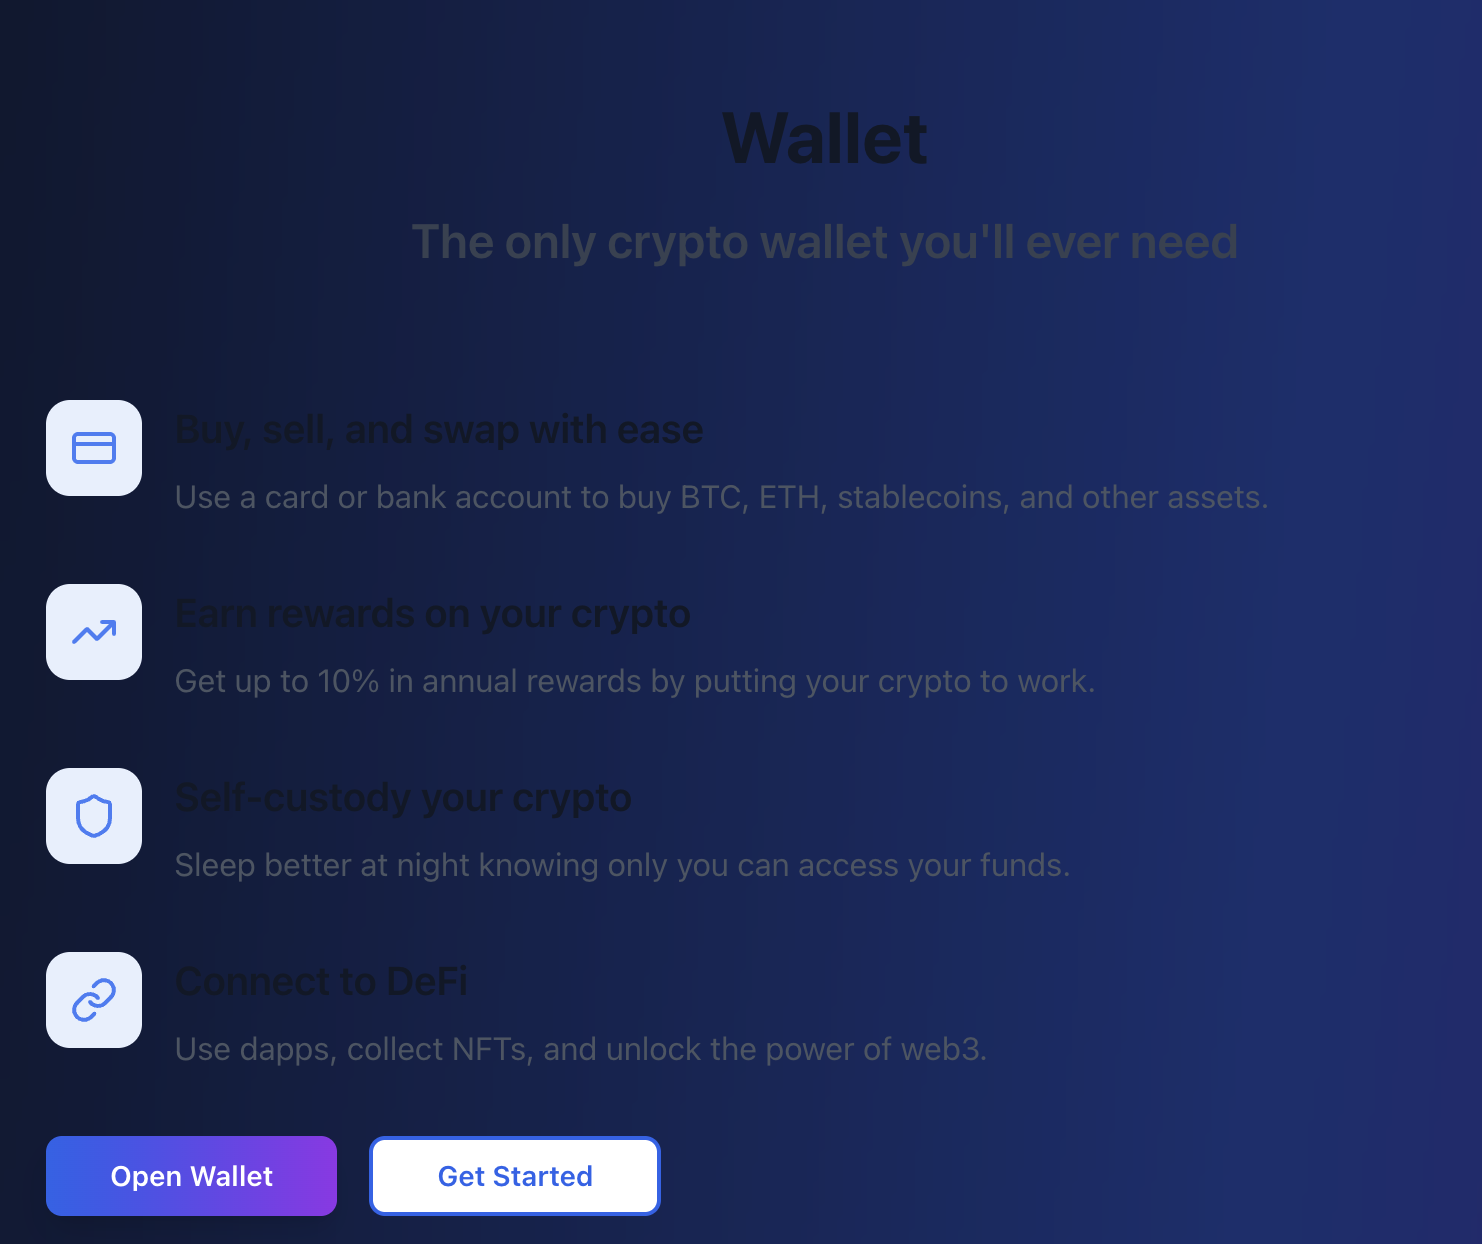 Wallet
The only crypto wallet you'll ever need
Buy, sell, and swap with ease
Use a card or bank account to buy BTC, ETH, stablecoins, and other assets.
Earn rewards on your crypto
Get up to 10% in annual rewards by putting your crypto to work.
Self-custody your crypto
Sleep better at night knowing only you can access your funds.
Connect to DeFi
Use dapps, collect NFTs, and unlock the power of web3.
Open Wallet
Get Started